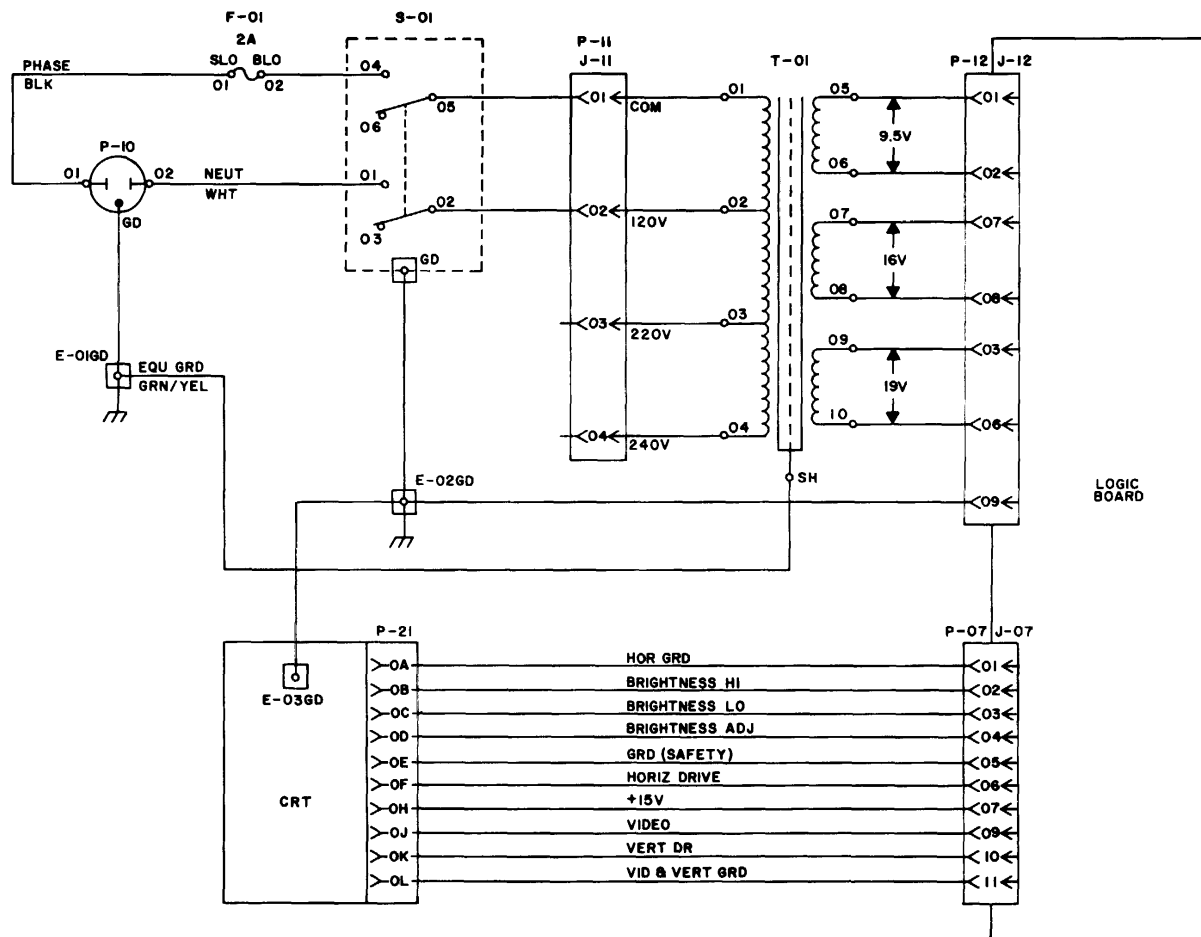 F-01
2A
S-01
P-11
J-11
T-01
P-12 J-12
PHASE
BLK
SLO BLO
01 02
04
05
06
01
COM
01
05
01
9.5V
P-10
01 02
NEUT
WHT
01
02
03
02
120V
02
06
02
07
07
16V
GD
GD
08
08
03
220V
03
09
03
19V
E-01GD
EQU GRD
GRN/YEL
04
240V
04
10
06
SH
E-02GD
09
LOGIC
BOARD
P-21
P-07 J-07
E-03GD
CRT
0A HOR GRD 01
0B BRIGHTNESS HI 02
0C BRIGHTNESS LO 03
0D BRIGHTNESS ADJ 04
0E GRD (SAFETY) 05
0F HORIZ DRIVE 06
0H +15V 07
0J VIDEO 09
0K VERT DR 10
0L VID & VERT GRD 11